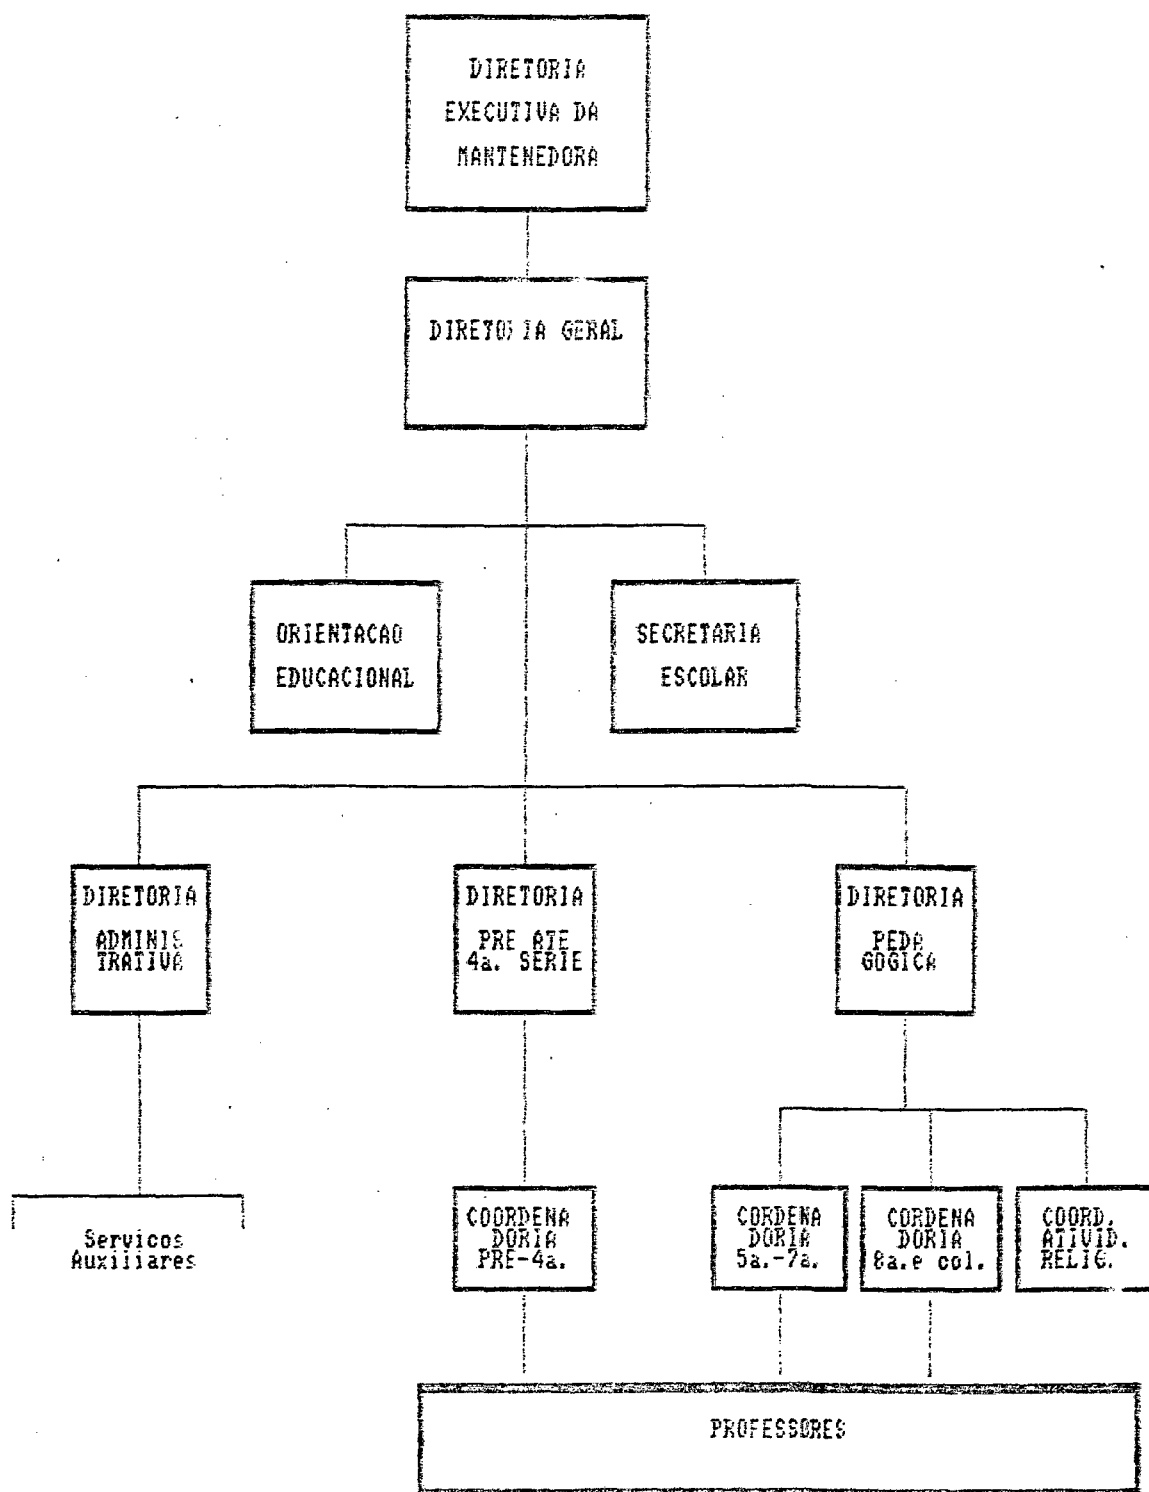 DIRETORIA
EXECUTIVA DA
MANTENEDORA
DIRETORIA GERAL
ORIENTACAO
EDUCACIONAL
SECRETARIA
ESCOLAR
DIRETORIA
ADMINIS
TRATIVA
DIRETORIA
PRE ATE
4a. SERIE
DIRETORIA
PEDA
GOGICA
Servicos
Auxiliares
COORDENA
DORIA
PRE-4a.
CORDENA
DORIA
5a.-7a.
CORDENA
DORIA
8a.e col.
COORD.
ATIVID.
RELIG.
PROFESSORES